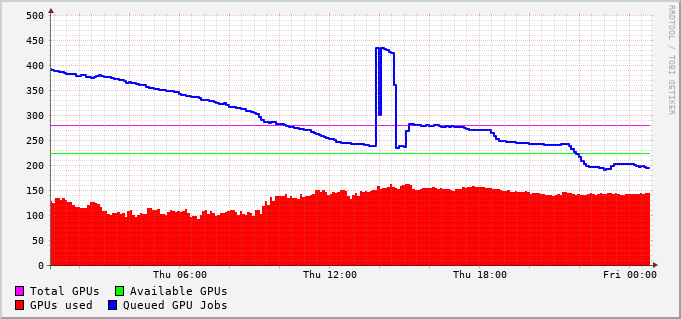 500
450
400
350
300
250
200
150
100
50
0
Thu 06:00 Thu 12:00 Thu 18:00 Fri 00:00
Total GPUs Available GPUs
GPUs used Queued GPU Jobs
RRDTOOL / TOBI OETIKER